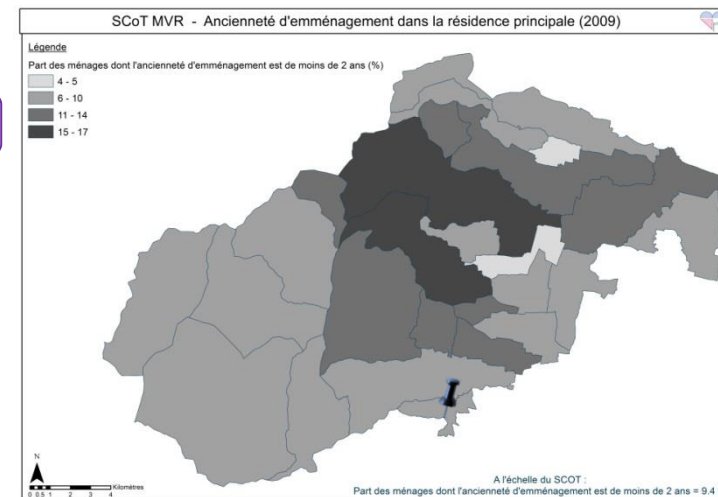 SCoT MVR - Ancienneté d'emménagement dans la résidence principale (2009)
Légende
Part des ménages dont l'ancienneté d'emménagement est de moins de 2 ans (%)
4 - 5
6 - 10
11 - 14
15 - 17
N
0 0.5 1 2 3 4 Kilomètres
A l'échelle du SCOT :
Part des ménages dont l'ancienneté d'emménagement est de moins de 2 ans = 9.4